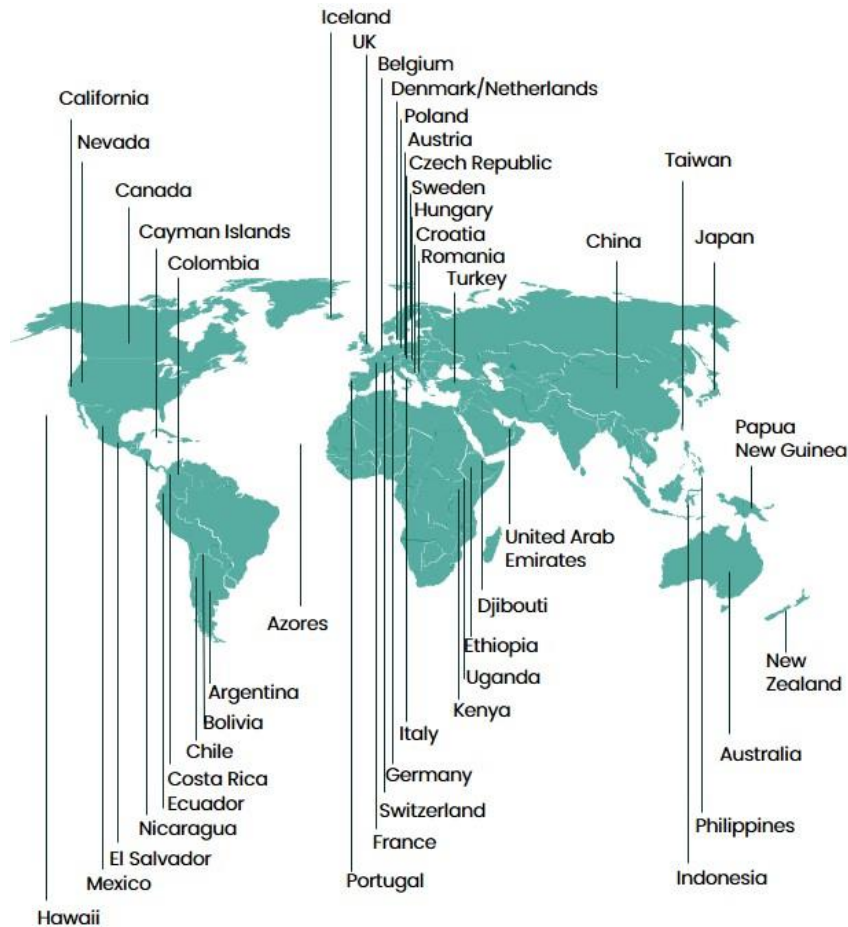 Iceland
UK
Belgium
Denmark/Netherlands
California
Poland
Nevada
Austria
Czech Republic
Taiwan
Canada
Sweden
Hungary
Cayman Islands
Croatia
China
Japan
Colombia
Romania
Turkey
Papua
New Guinea
United Arab
Emirates
Djibouti
Azores
Ethiopia
New
Zealand
Uganda
Argentina
Kenya
Bolivia
Italy
Chile
Australia
Costa Rica
Germany
Ecuador
Switzerland
Nicaragua
Philippines
France
El Salvador
Mexico
Portugal
Indonesia
Hawaii